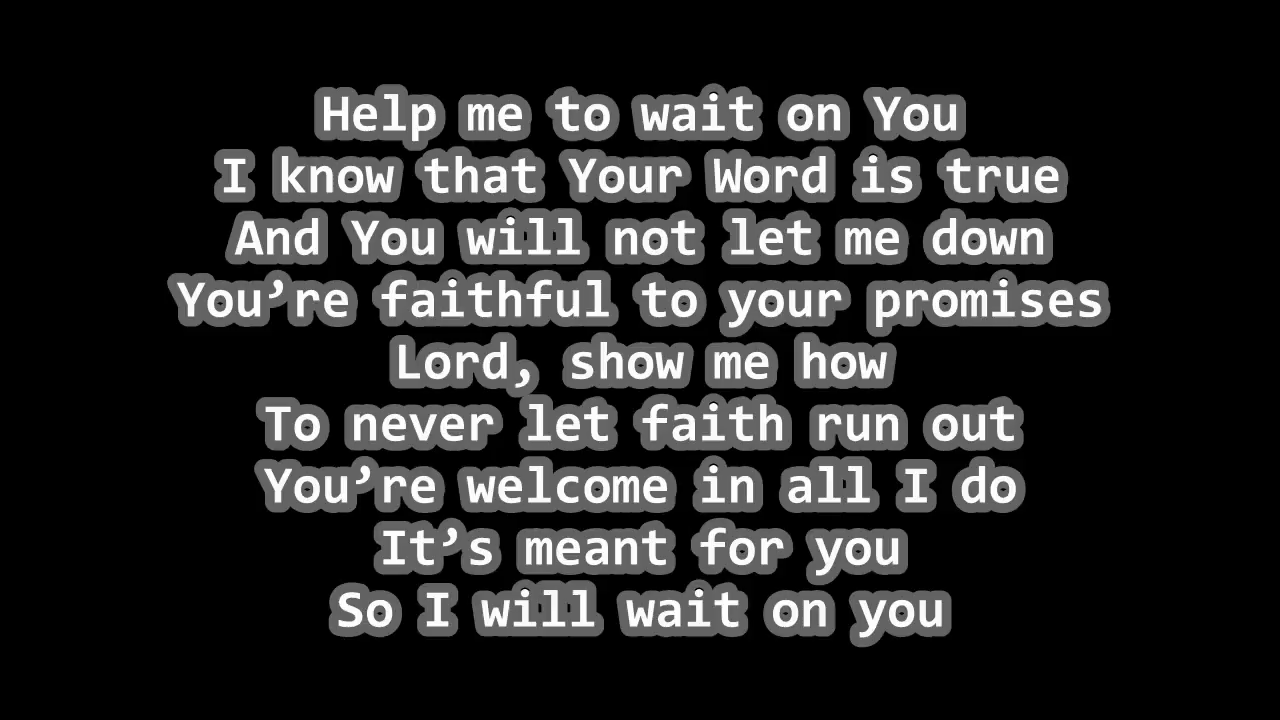 Help me to wait on You
I know that Your Word is true
And You will not let me down
You’re faithful to your promises
Lord, show me how
To never let faith run out
You’re welcome in all I do
It’s meant for you
So I will wait on you